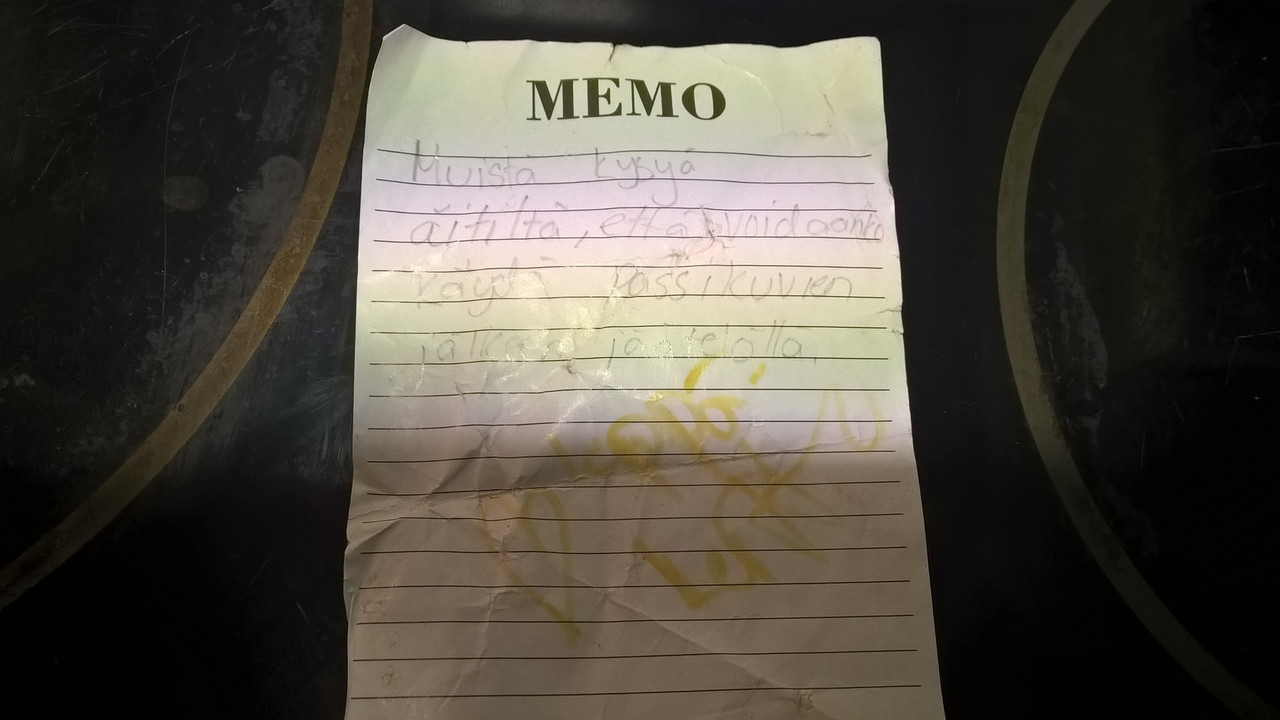 MEMO
Muista kysyä
äitiltä, että voidaanko
käydä passikuvien
jälkeen jäätelöllä.